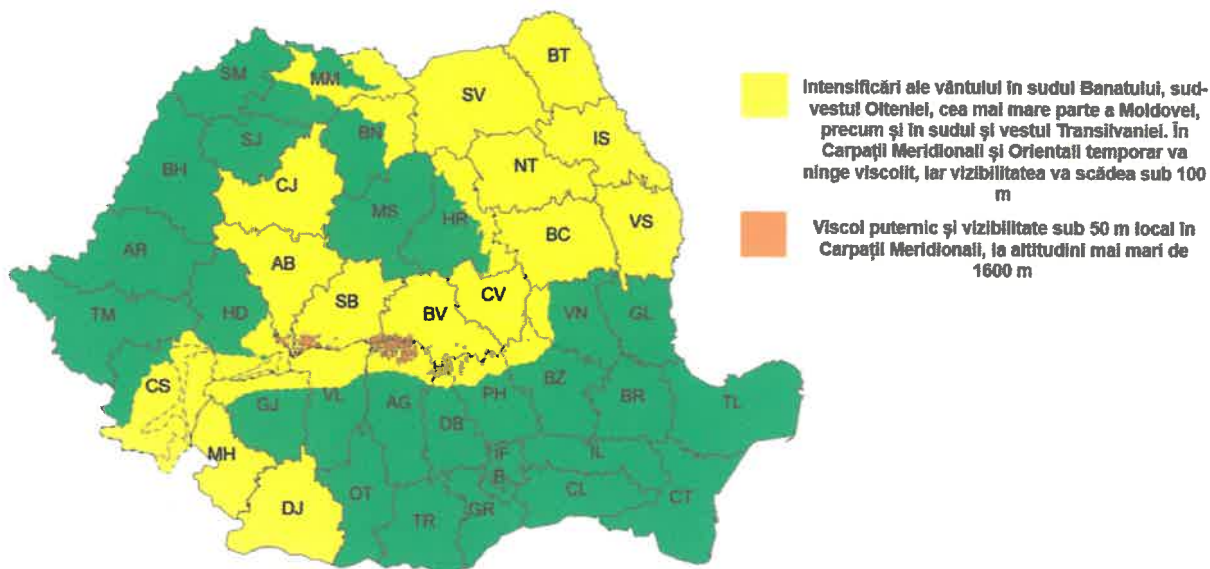 BT
SM
MM
SV
BN
SJ
IS
NT
BH
CJ
MS
HR
VS
BC
AR
AB
SB
CV
HD
BV
TM
VN
GL
CS
BZ
GJ
VL
AG
PH
BR
TL
DB
MH
IF
IL
B
OT
CL
CT
DJ
TR
GR
Intensificări ale vântului în sudul Banatului, sud-
vestul Olteniei, cea mai mare parte a Moldovei,
precum și în sudul și vestul Transilvaniei. În
Carpații Meridionali și Orientali temporar va
ninge viscolit, iar vizibilitatea va scădea sub 100
m
Viscol puternic și vizibilitate sub 50 m local în
Carpații Meridionali, la altitudini mai mari de
1600 m